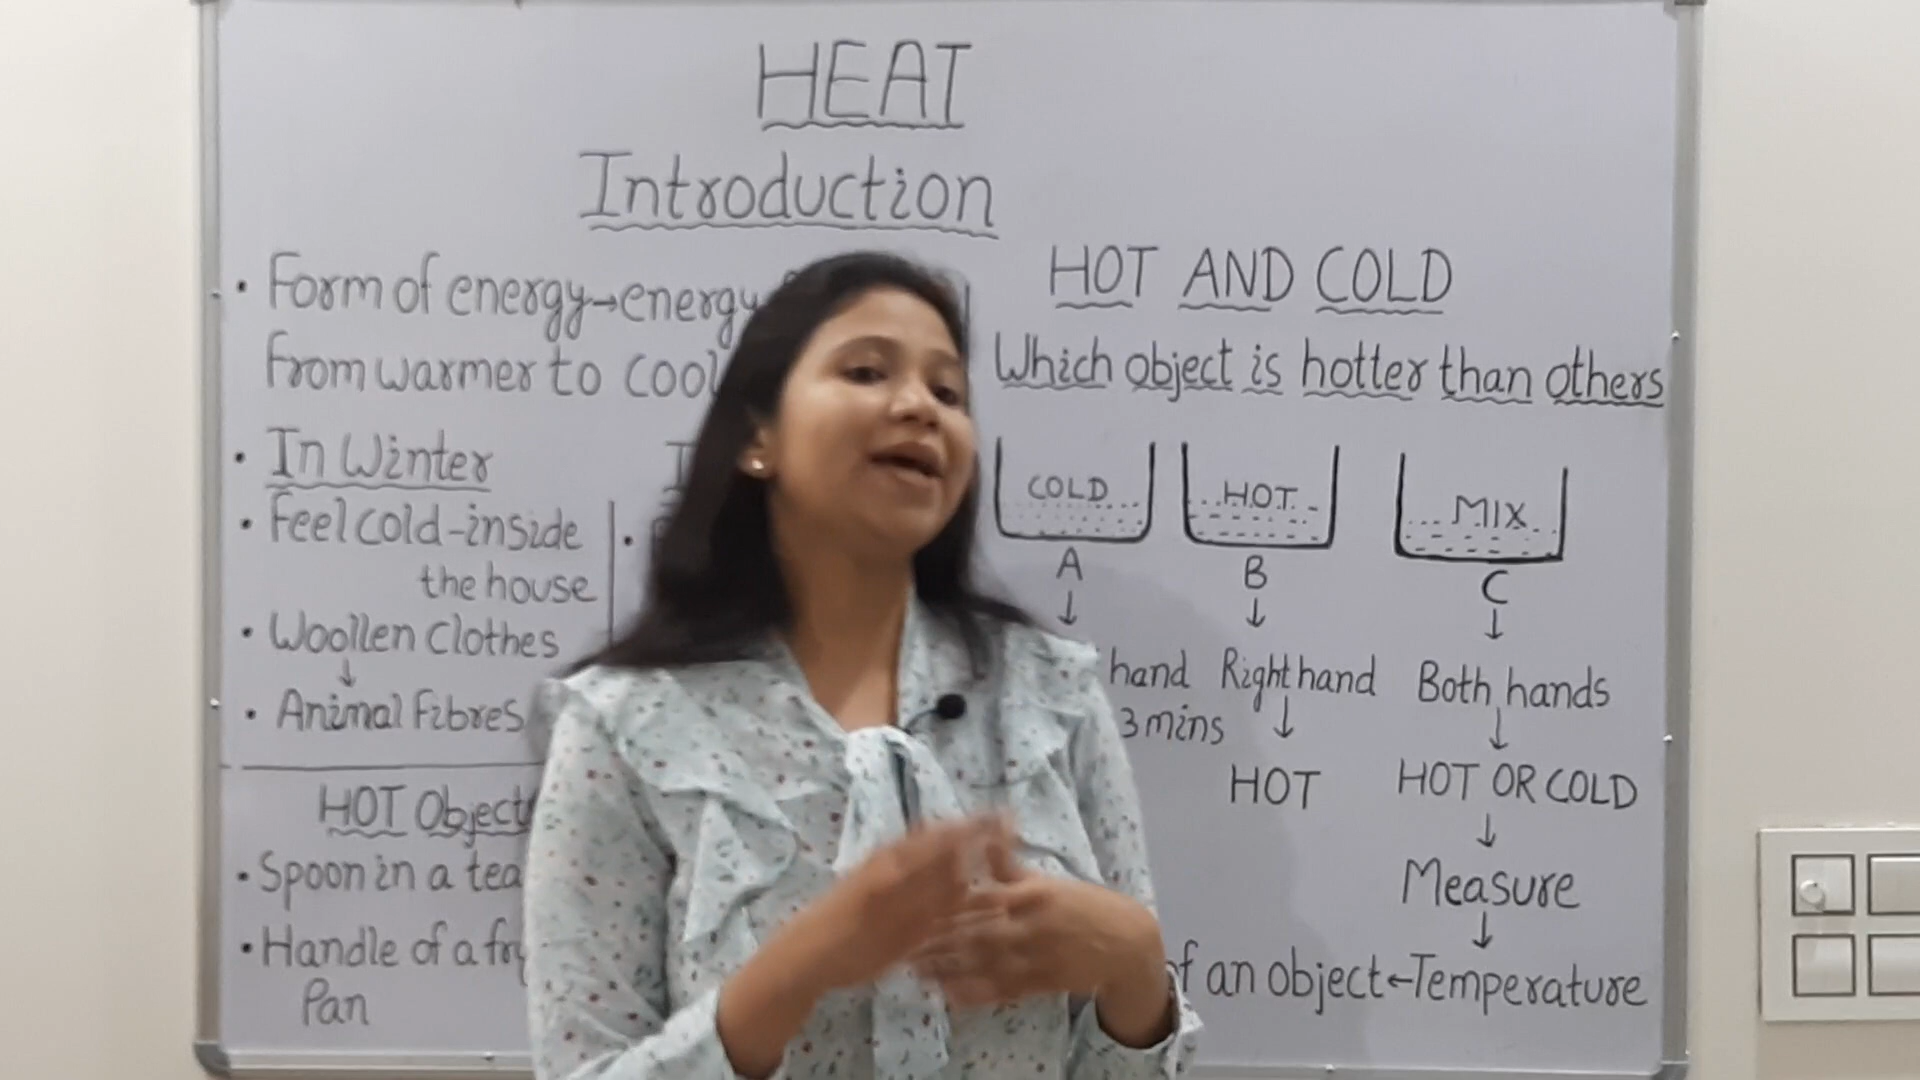 HEAT
Introduction
• Form of energy→energy
from warmer to cool
• In Winter
• Feel cold-inside
the house
• Woollen Clothes
↓
• Animal Fibres
HOT Object
• Spoon in a tea
• Handle of a fry
Pan
HOT AND COLD
Which object is hotter than others
COLD HOT MIX
A B C
↓ ↓ ↓
hand Right hand Both hands
3 mins ↓ ↓
HOT HOT OR COLD
↓
Measure
↓
of an object←Temperature